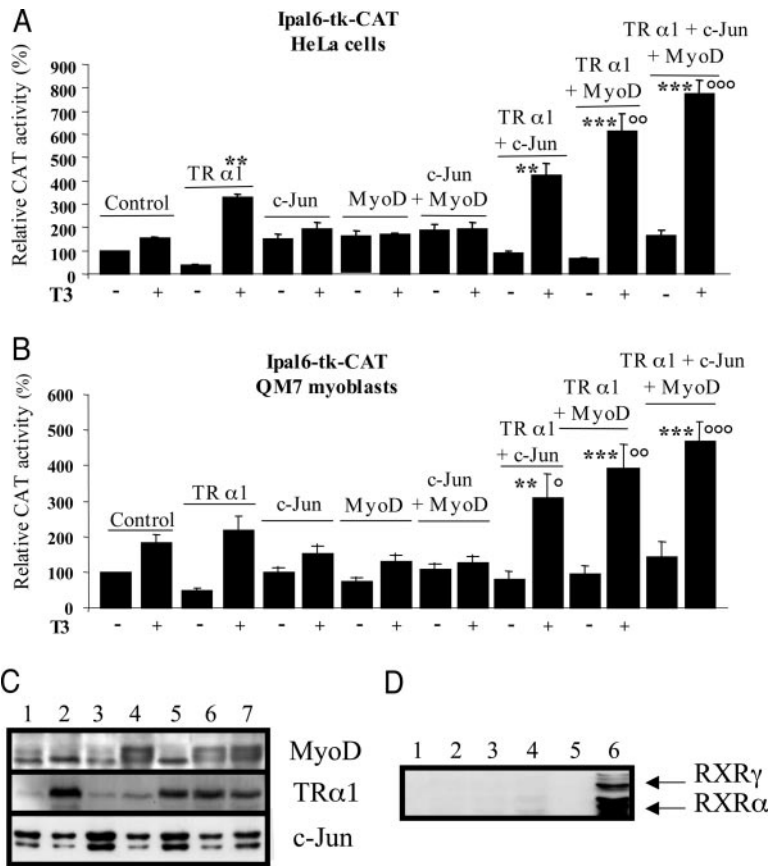 A
Ipal6-tk-CAT
HeLa cells
Relative CAT activity (%)
900
800
700
600
500
400
300
200
100
0
Control
TR α1
**
c-Jun
MyoD
c-Jun
+ MyoD
TR α1
+ c-Jun
**
TR α1
+ MyoD
***°°
TR α1 + c-Jun
+ MyoD
***°°°
T3 - + - + - + - + - + - + - + - +
B
Ipal6-tk-CAT
QM7 myoblasts
Relative CAT activity (%)
600
500
400
300
200
100
0
Control
TR α1
c-Jun
MyoD
c-Jun
+ MyoD
TR α1
+ c-Jun
** °
TR α1
+ MyoD
*** °°
TR α1 + c-Jun
+ MyoD
***°°°
T3 - + - + - + - + - + - + - +
C
1 2 3 4 5 6 7
MyoD
TRα1
c-Jun
D
1 2 3 4 5 6
RXRγ
RXRα